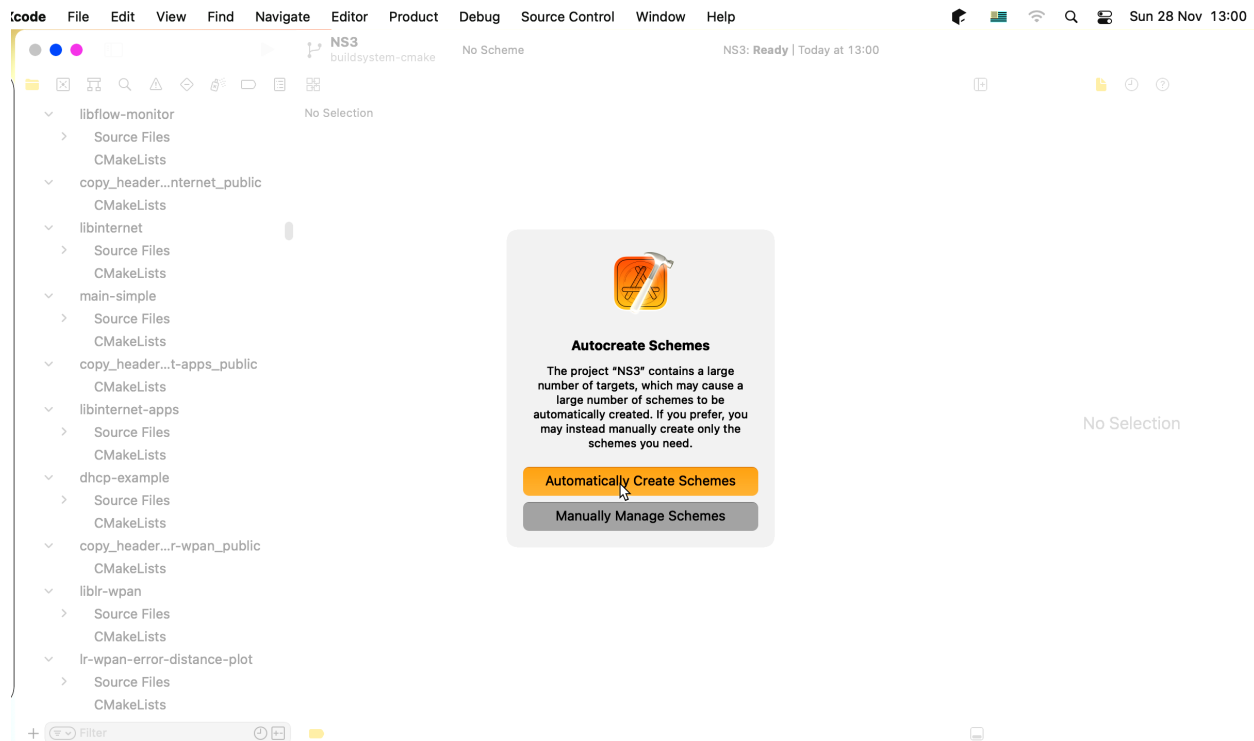 Xcode File Edit View Find Navigate Editor Product Debug Source Control Window Help Sun 28 Nov 13:00
NS3
buildsystem-cmake
No Scheme
NS3: Ready | Today at 13:00
No Selection
libflow-monitor
Source Files
CMakeLists
copy_header...nternet_public
CMakeLists
libinternet
Source Files
CMakeLists
main-simple
Source Files
CMakeLists
copy_header...t-apps_public
CMakeLists
libinternet-apps
Source Files
CMakeLists
dhcp-example
Source Files
CMakeLists
copy_header...r-wpan_public
CMakeLists
liblr-wpan
Source Files
CMakeLists
lr-wpan-error-distance-plot
Source Files
CMakeLists
Filter
Autocreate Schemes
The project "NS3" contains a large
number of targets, which may cause a
large number of schemes to be
automatically created. If you prefer, you
may instead manually create only the
schemes you need.
Automatically Create Schemes
Manually Manage Schemes
No Selection